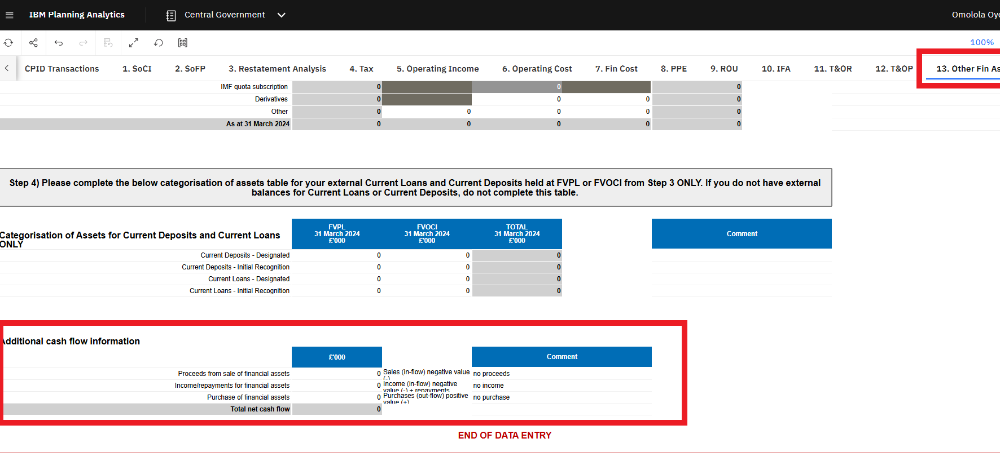 IBM Planning Analytics Central Government Omolola Oye
100%
CPID Transactions 1. SoCI 2. SoFP 3. Restatement Analysis 4. Tax 5. Operating Income 6. Operating Cost 7. Fin Cost 8. PPE 9. ROU 10. IFA 11. T&OR 12. T&OP 13. Other Fin As
IMF quota subscription 0 0 0
Derivatives 0 0 0 0
Other 0 0 0 0 0
As at 31 March 2024 0 0 0 0 0
Step 4) Please complete the below categorisation of assets table for your external Current Loans and Current Deposits held at FVPL or FVOCI from Step 3 ONLY. If you do not have external
balances for Current Loans or Current Deposits, do not complete this table.
Categorisation of Assets for Current Deposits and Current Loans
ONLY
FVPL
31 March 2024
£'000
FVOCI
31 March 2024
£'000
TOTAL
31 March 2024
£'000
Comment
Current Deposits - Designated 0 0 0
Current Deposits - Initial Recognition 0 0 0
Current Loans - Designated 0 0 0
Current Loans - Initial Recognition 0 0 0
Additional cash flow information
£'000 Comment
Proceeds from sale of financial assets 0 Sales (in-flow) negative value
(-)
no proceeds
Income/repayments for financial assets 0 Income (in-flow) negative
value (-) + repayments
no income
Purchase of financial assets 0 Purchases (out-flow) positive
value (+)
no purchase
Total net cash flow 0
END OF DATA ENTRY